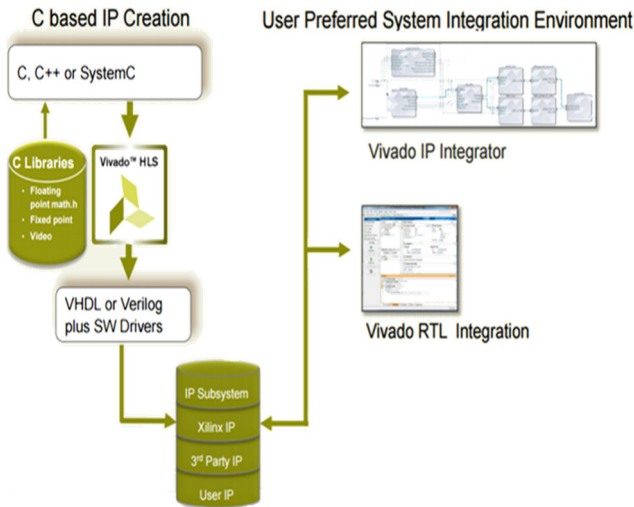 C based IP Creation
User Preferred System Integration Environment
C, C++ or SystemC
C Libraries
• Floating
point math.h
• Fixed point
• Video
Vivado™ HLS
VHDL or Verilog
plus SW Drivers
IP Subsystem
Xilinx IP
3rd Party IP
User IP
Vivado IP Integrator
Vivado RTL Integration